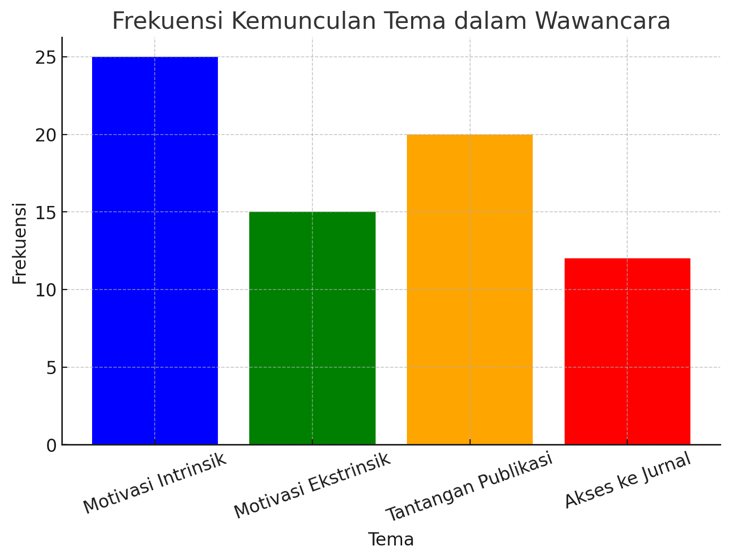 Frekuensi Kemunculan Tema dalam Wawancara
25
20
15
10
5
0
Frekuensi
Motivasi Intrinsik
Motivasi Ekstrinsik
Tantangan Publikasi
Akses ke Jurnal
Tema